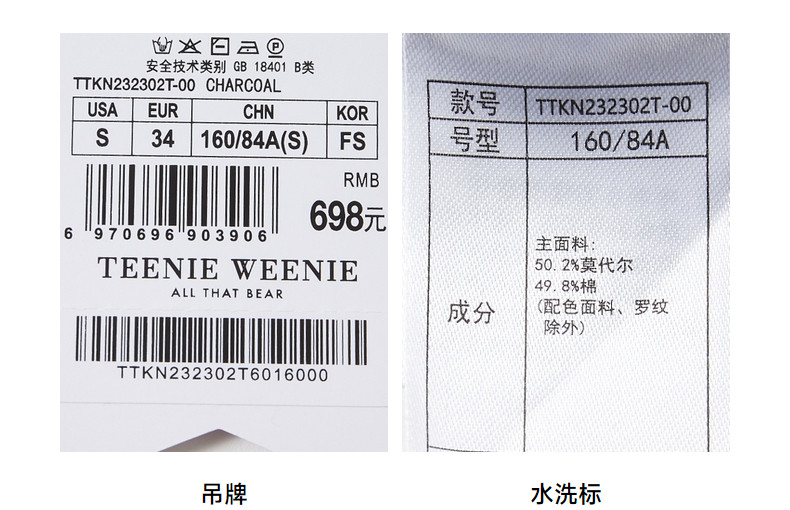 安全技术类别 GB 18401 B类
TTKN232302T-00 CHARCOAL
USA EUR CHN KOR
S 34 160/84A(S) FS
RMB
698元
6 970696 903906
TEENIE WEENIE
ALL THAT BEAR
TTKN232302T6016000
款号 TTKN232302T-00
号型 160/84A
成分
主面料:
50.2%莫代尔
49.8%棉
(配色面料、罗纹
除外)
吊牌
水洗标